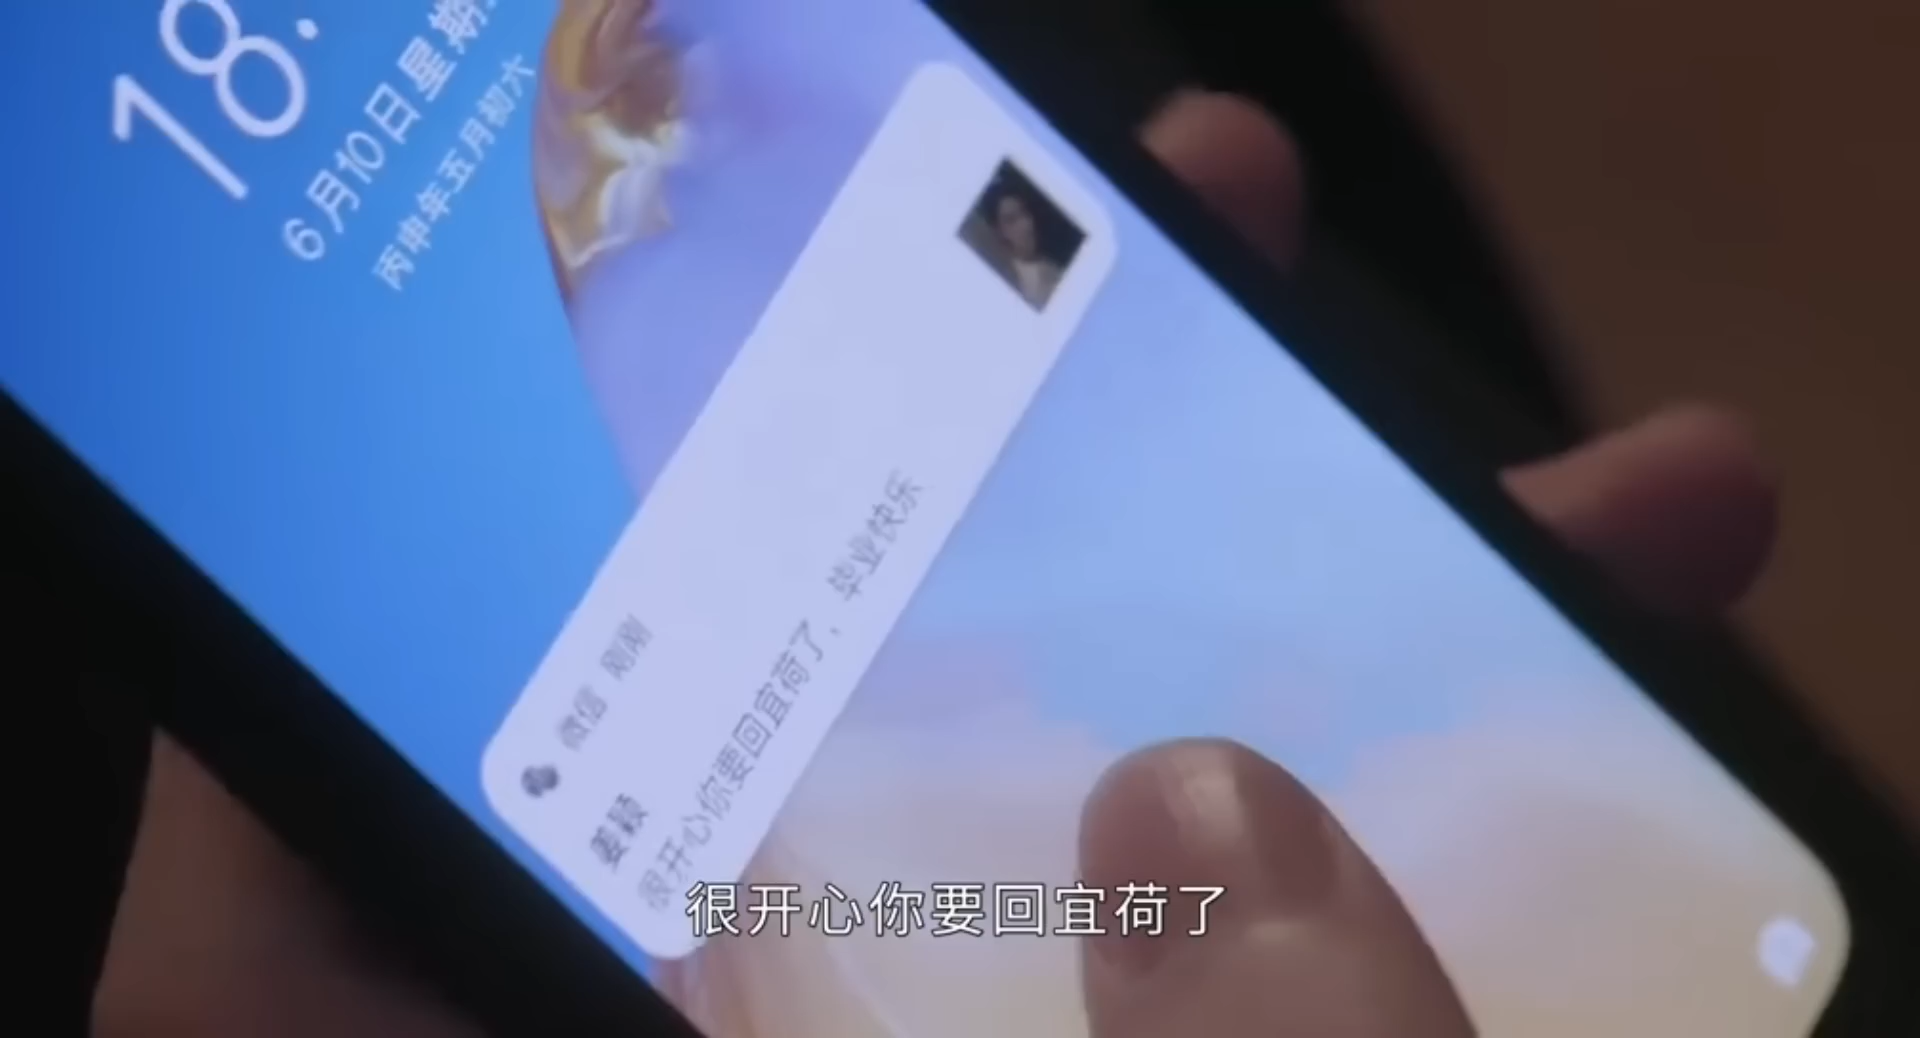 18:
6月10日星期
丙申年五月初六
微信 刚刚
姜颖
很开心你要回宜荷了，毕业快乐
很开心你要回宜荷了